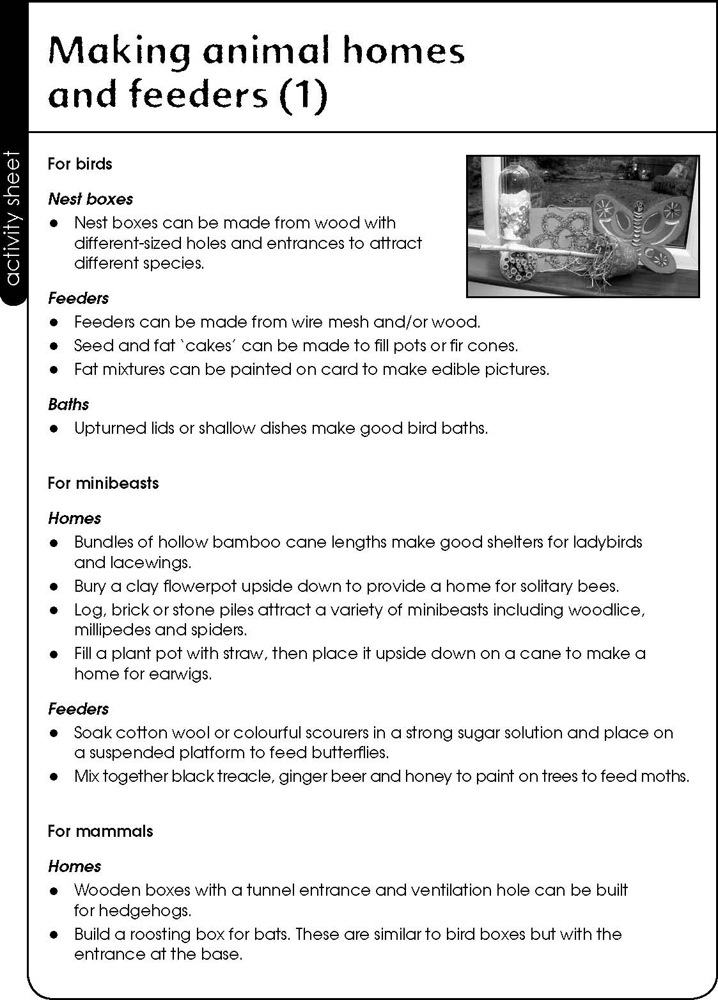 Making animal homes
and feeders (1)
activity sheet
For birds
Nest boxes
● Nest boxes can be made from wood with
different-sized holes and entrances to attract
different species.
Feeders
● Feeders can be made from wire mesh and/or wood.
● Seed and fat ‘cakes’ can be made to fill pots or fir cones.
● Fat mixtures can be painted on card to make edible pictures.
Baths
● Upturned lids or shallow dishes make good bird baths.
For minibeasts
Homes
● Bundles of hollow bamboo cane lengths make good shelters for ladybirds
and lacewings.
● Bury a clay flowerpot upside down to provide a home for solitary bees.
● Log, brick or stone piles attract a variety of minibeasts including woodlice,
millipedes and spiders.
● Fill a plant pot with straw, then place it upside down on a cane to make a
home for earwigs.
Feeders
● Soak cotton wool or colourful scourers in a strong sugar solution and place on
a suspended platform to feed butterflies.
● Mix together black treacle, ginger beer and honey to paint on trees to feed moths.
For mammals
Homes
● Wooden boxes with a tunnel entrance and ventilation hole can be built
for hedgehogs.
● Build a roosting box for bats. These are similar to bird boxes but with the
entrance at the base.